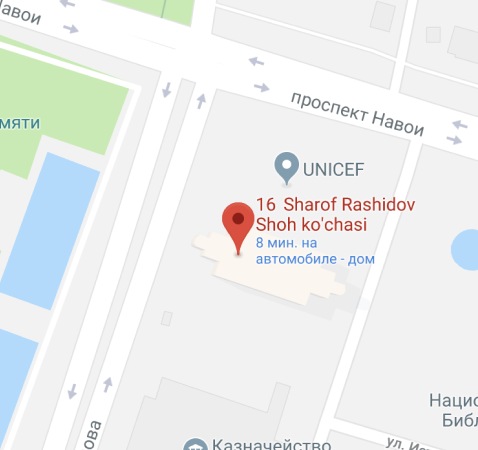 Навои
проспект Навои
мяти
UNICEF
16 Sharof Rashidov
Shoh ko'chasi
8 мин. на
автомобиле - дом
Нацио
Библ
ова
Казначейство
ул. Ис